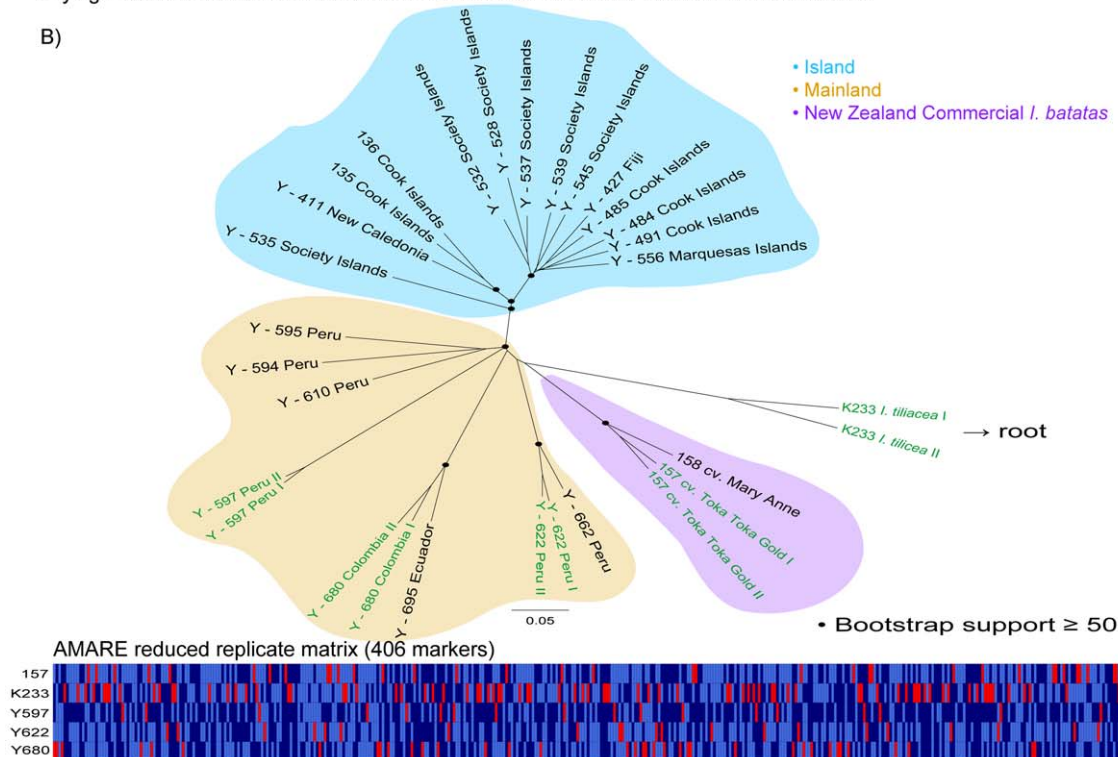 B)
• Island
• Mainland
• New Zealand Commercial I. batatas
Y - 528 Society Islands
Y - 532 Society Islands
Y - 537 Society Islands
Y - 539 Society Islands
Y - 545 Society Islands
Y - 427 Fiji
Y - 485 Cook Islands
Y - 484 Cook Islands
Y - 491 Cook Islands
Y - 556 Marquesas Islands
136 Cook Islands
135 Cook Islands
Y - 411 New Caledonia
Y - 535 Society Islands
Y - 595 Peru
Y - 594 Peru
Y - 610 Peru
Y - 597 Peru II
Y - 597 Peru I
Y - 680 Colombia II
Y - 680 Colombia I
Y - 695 Ecuador
Y - 622 Peru II
Y - 622 Peru I
Y - 662 Peru
K233 I. tiliacea I
K233 I. tilicea II
→ root
158 cv. Mary Anne
157 cv. Toka Toka Gold I
157 cv. Toka Toka Gold II
0.05
• Bootstrap support ≥ 50
AMARE reduced replicate matrix (406 markers)
157
K233
Y597
Y622
Y680